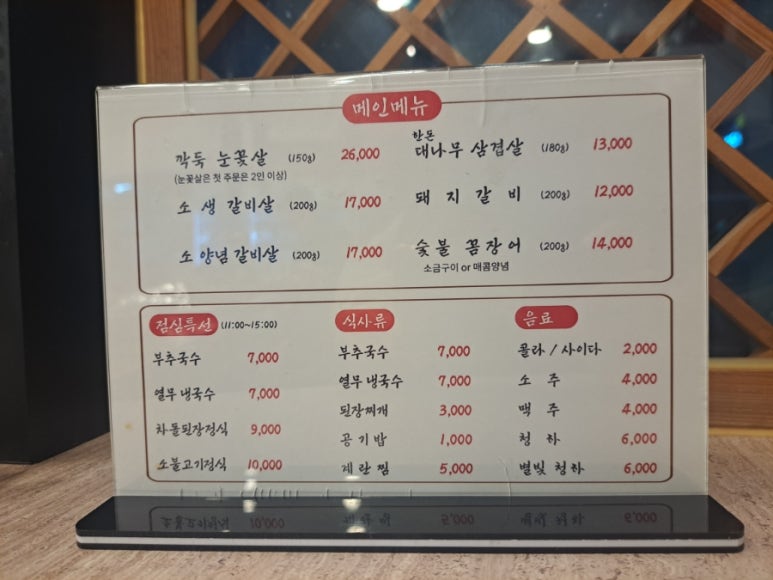 메인메뉴
깍둑 눈꽃살 (150g) 26,000
(눈꽃살은 첫 주문은 2인 이상)
소 생 갈비살 (200g) 17,000
소 양념 갈비살 (200g) 17,000
한돈
대나무 삼겹살 (180g) 13,000
돼 지 갈 비 (200g) 12,000
숯불 꼼장어 (200g) 14,000
소금구이 or 매콤양념
점심특선 (11:00~15:00)
부추국수 7,000
열무 냉국수 7,000
차돌된장정식 9,000
소불고기정식 10,000
식사류
부추국수 7,000
열무 냉국수 7,000
된장찌개 3,000
공기밥 1,000
계란찜 5,000
음료
콜라 / 사이다 2,000
소 주 4,000
맥 주 4,000
청 하 6,000
별빛 청하 6,000